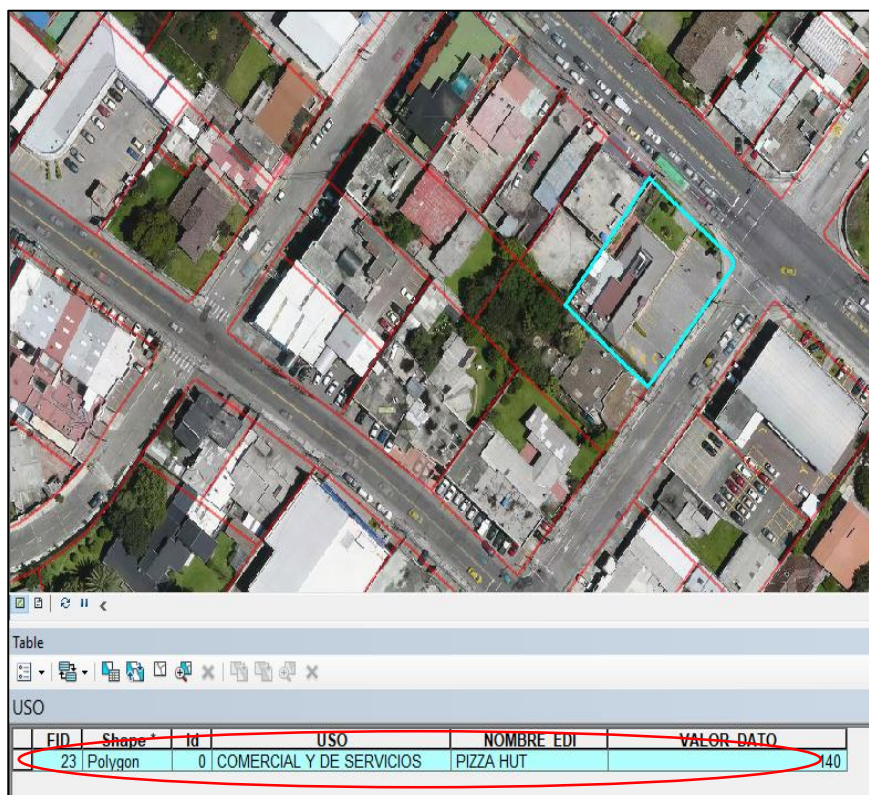 Table
USO
FID Shape * Id USO NOMBRE_EDI VALOR_DATO
23 Polygon 0 COMERCIAL Y DE SERVICIOS PIZZA HUT 140